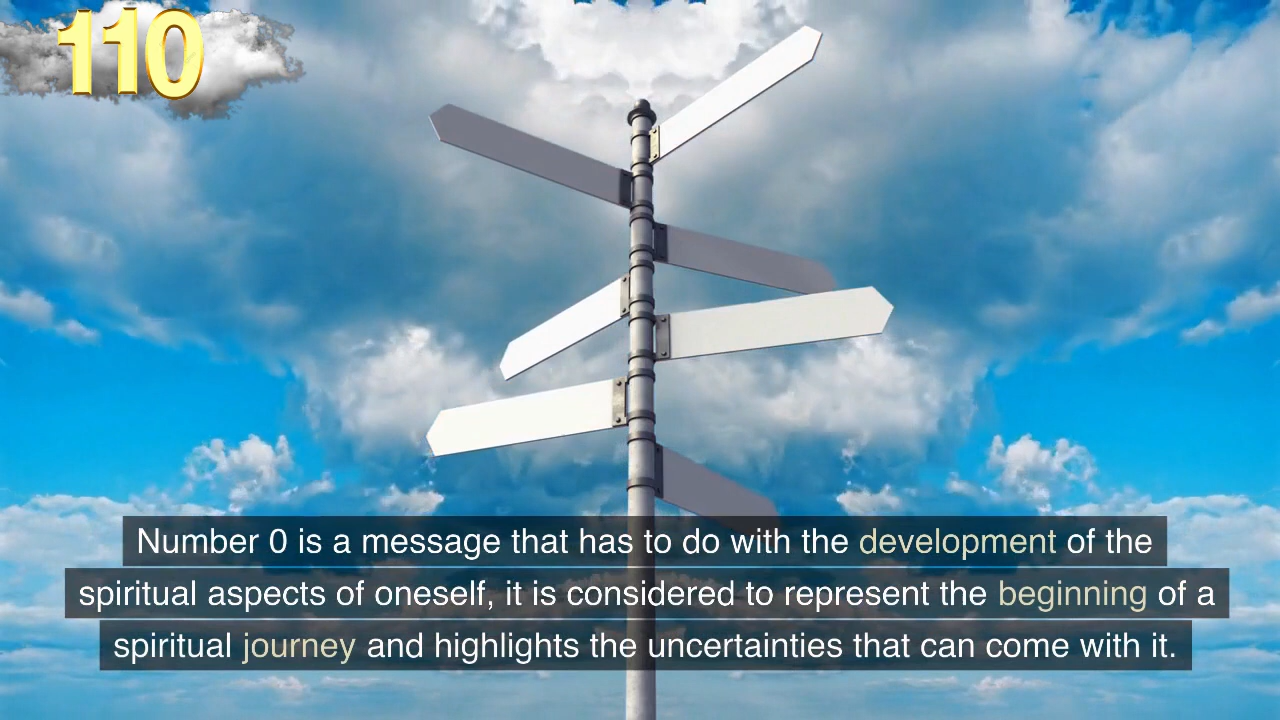 110
Number 0 is a message that has to do with the development of the
spiritual aspects of oneself, it is considered to represent the beginning of a
spiritual journey and highlights the uncertainties that can come with it.